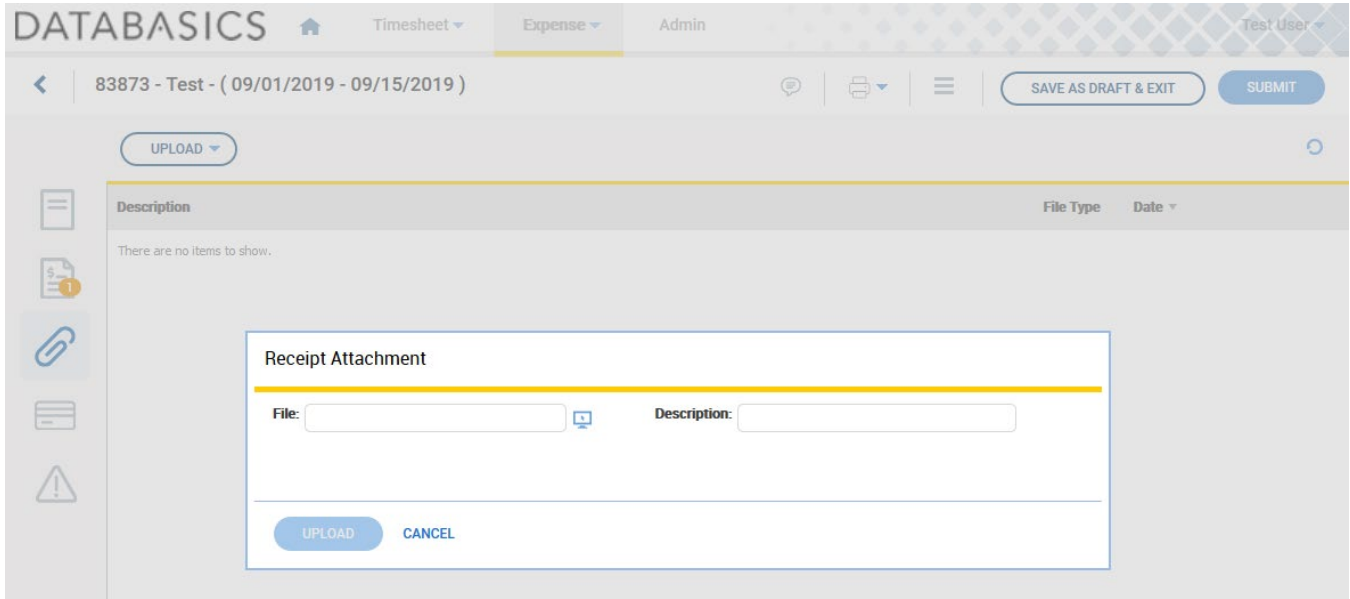 DATABASICS Timesheet Expense Admin Test User
83873 - Test - ( 09/01/2019 - 09/15/2019 ) SAVE AS DRAFT & EXIT SUBMIT
UPLOAD
Description File Type Date
There are no items to show.
$ 1
Receipt Attachment
File: Description:
UPLOAD CANCEL